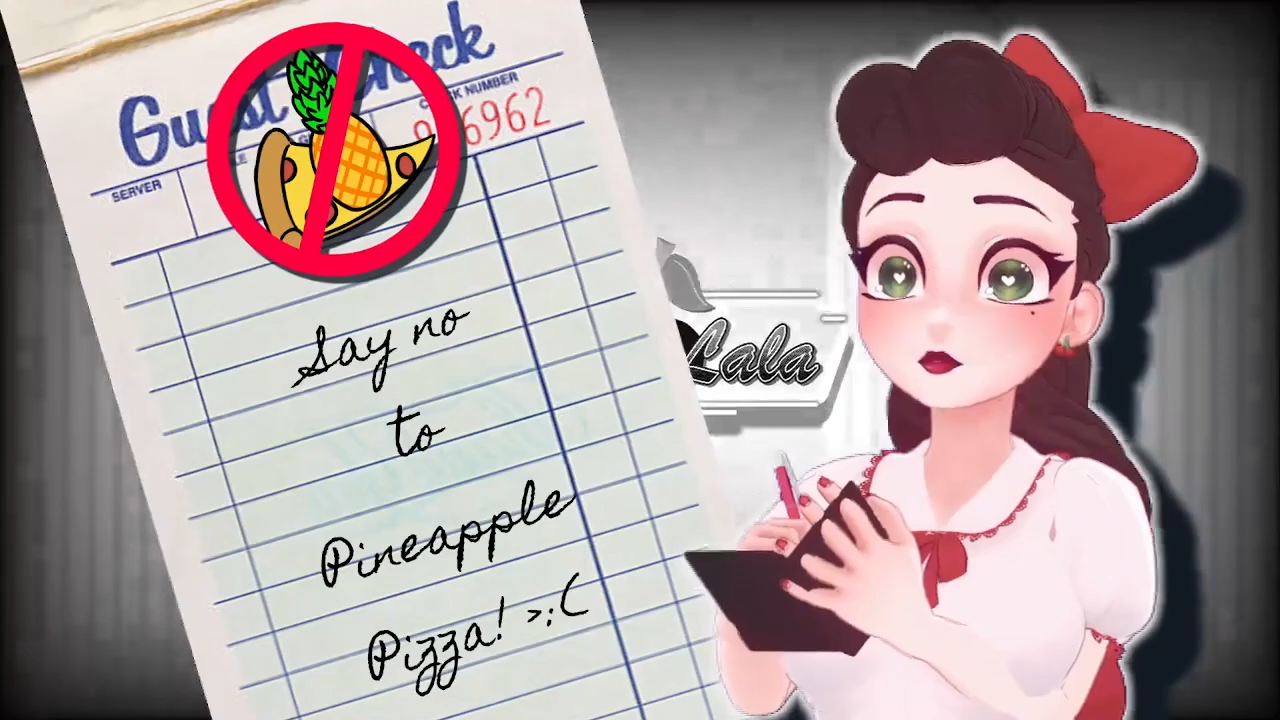 Guest Check
CHECK NUMBER
6962
SERVER
Say no
to
Pineapple
Pizza! >:(
Lala